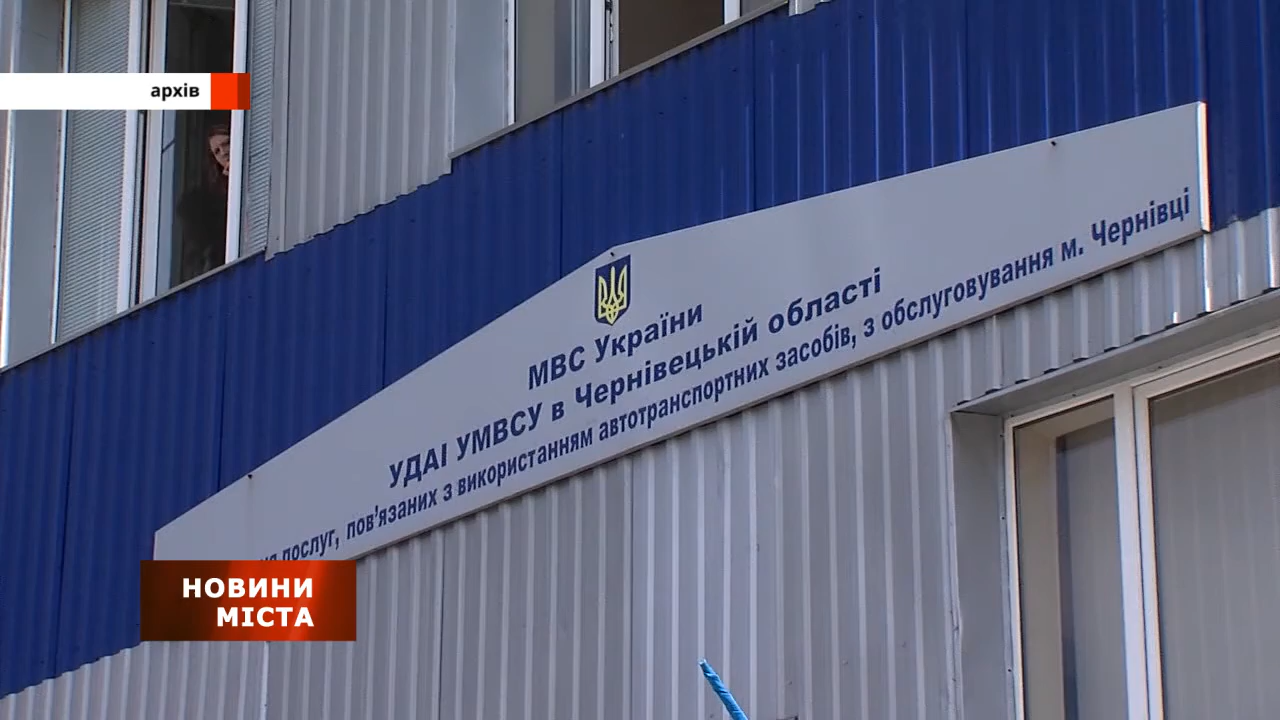 архів
МВС України
УДАІ УМВСУ в Чернівецькій області
послуг, пов'язаних з використанням автотранспортних засобів, з обслуговування м. Чернівці
НОВИНИ
МІСТА